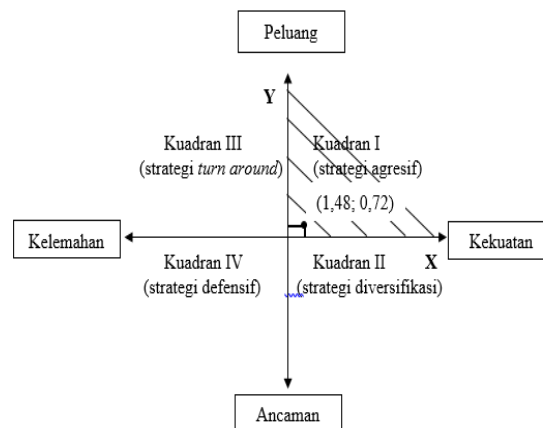 Peluang
Y
Kuadran III
(strategi turn around)
Kuadran I
(strategi agresif)
(1,48; 0,72)
Kelemahan
Kekuatan
X
Kuadran IV
(strategi defensif)
Kuadran II
(strategi diversifikasi)
Ancaman